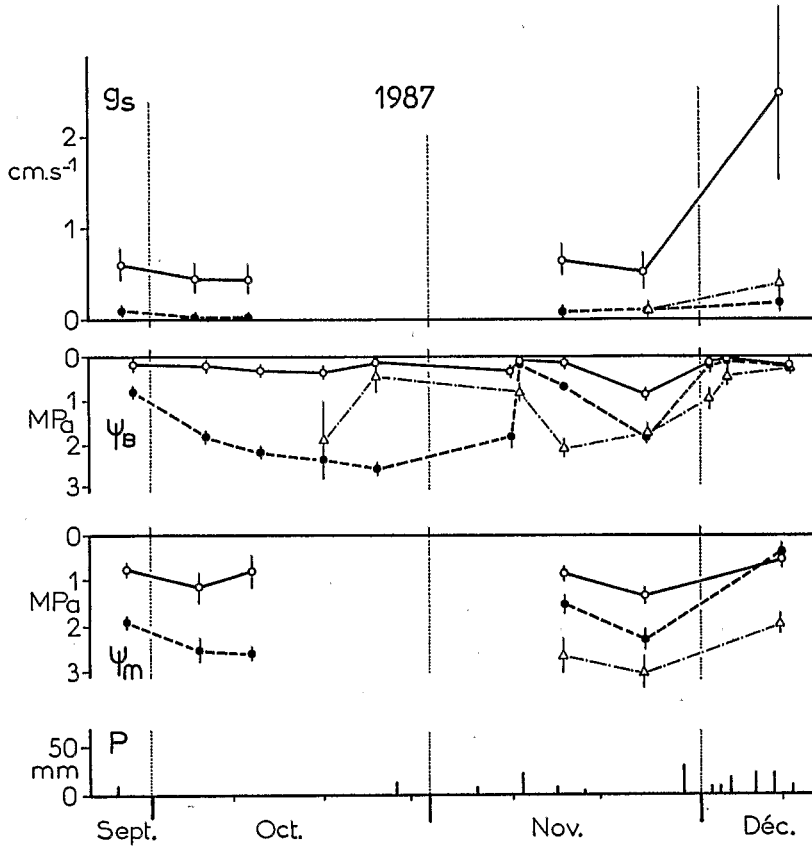 gs
1987
2
cm.s⁻¹
1
0
0
1
MPa
ΨB
2
3
0
1
MPa
2
Ψm
3
P
50
mm
0
Sept.
Oct.
Nov.
Déc.